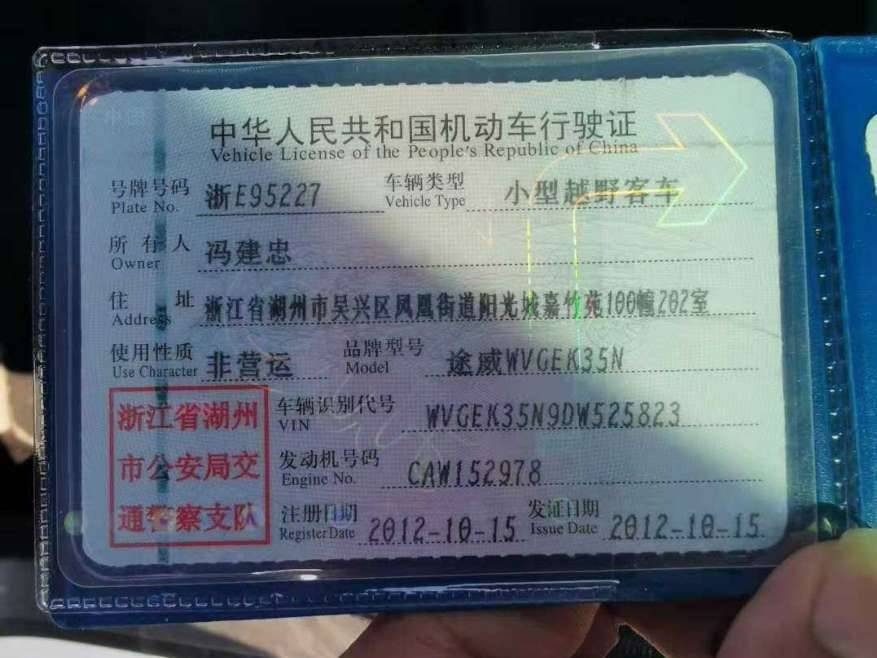 中华人民共和国机动车行驶证
Vehicle License of the People's Republic of China
号牌号码 浙E95227 车辆类型 小型越野客车
Plate No. Vehicle Type
所有人 冯建忠
Owner
住址 浙江省湖州市吴兴区凤凰街道阳光城嘉竹苑100幢202室
Address
使用性质 非营运 品牌型号 途威WVGEK35N
Use Character Model
浙江省湖州
市公安局交
通警察支队
车辆识别代号 WVGEK35N9DW525823
VIN
发动机号码 CAW152978
Engine No.
注册日期 2012-10-15 发证日期 2012-10-15
Register Date Issue Date